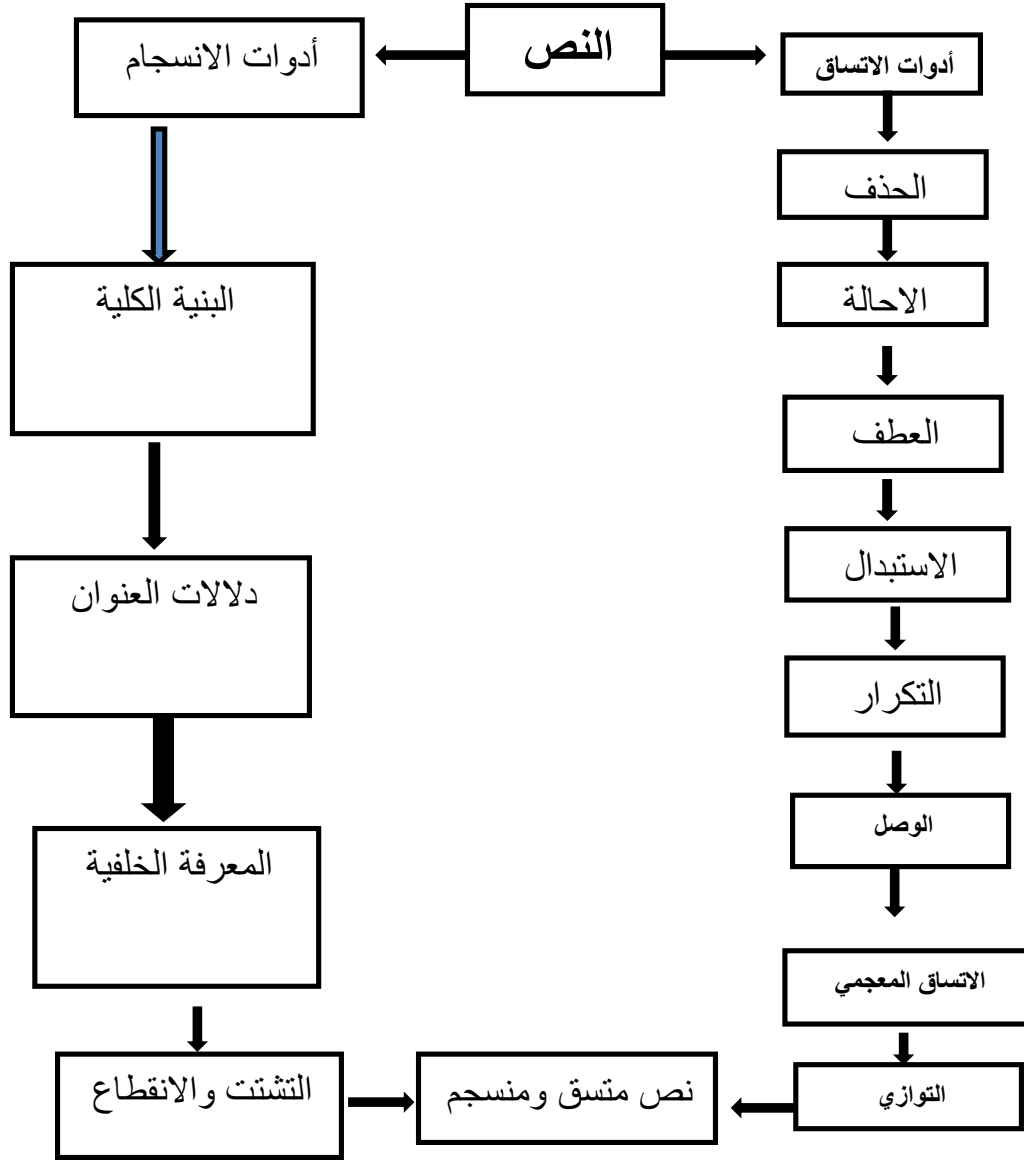 النص
أدوات الاتساق
أدوات الانسجام
الحذف
الاحالة
العطف
الاستبدال
التكرار
الوصل
الاتساق المعجمي
التوازي
البنية الكلية
دلالات العنوان
المعرفة الخلفية
التشتت والانقطاع
نص متسق ومنسجم